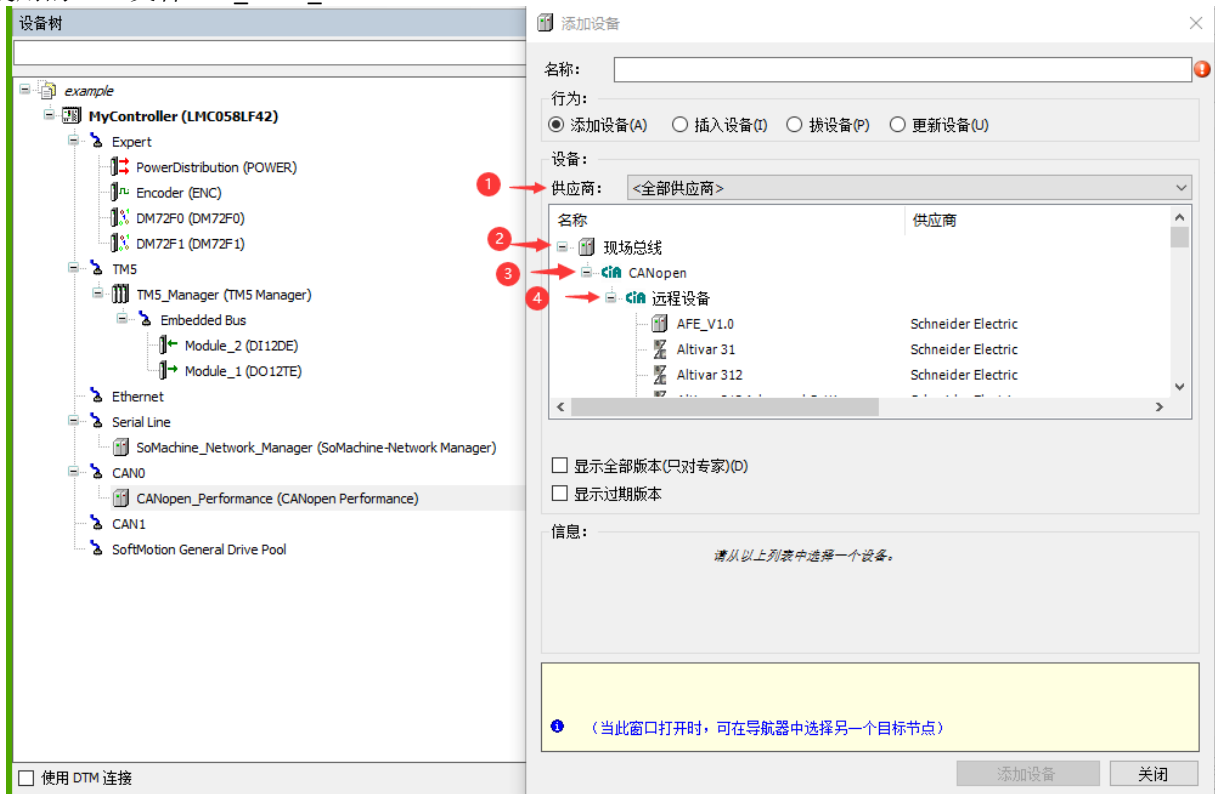 设备树
example
MyController (LMC058LF42)
Expert
PowerDistribution (POWER)
Encoder (ENC)
DM72F0 (DM72F0)
DM72F1 (DM72F1)
TM5
TM5_Manager (TM5 Manager)
Embedded Bus
Module_2 (DI12DE)
Module_1 (DO12TE)
Ethernet
Serial Line
SoMachine_Network_Manager (SoMachine-Network Manager)
CAN0
CANopen_Performance (CANopen Performance)
CAN1
SoftMotion General Drive Pool
使用 DTM 连接
添加设备
名称:
行为:
添加设备(A) 插入设备(I) 拨设备(P) 更新设备(U)
设备:
1 供应商: <全部供应商>
名称 供应商
2 现场总线
3 CiA CANopen
4 CiA 远程设备
AFE_V1.0 Schneider Electric
Altivar 31 Schneider Electric
Altivar 312 Schneider Electric
显示全部版本(只对专家)(D)
显示过期版本
信息:
请从以上列表中选择一个设备。
(当此窗口打开时，可在导航器中选择另一个目标节点)
添加设备 关闭